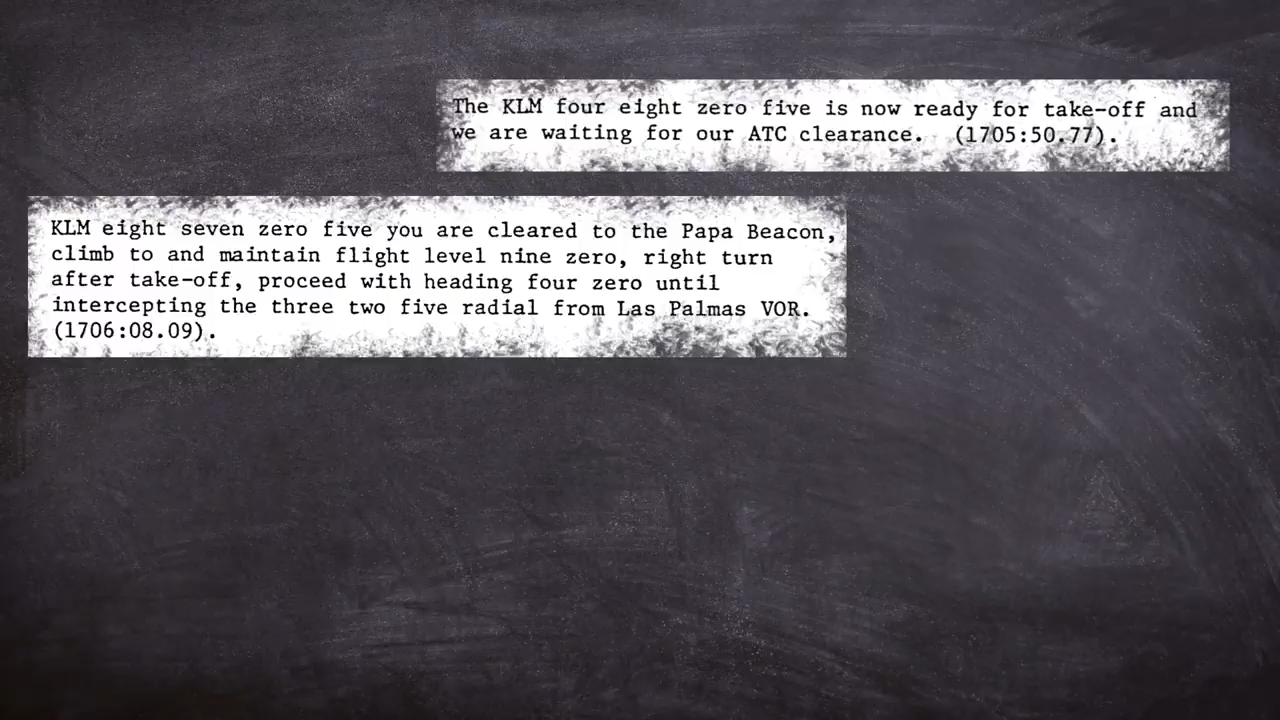 The KLM four eight zero five is now ready for take-off and
we are waiting for our ATC clearance. (1705:50.77).
KLM eight seven zero five you are cleared to the Papa Beacon,
climb to and maintain flight level nine zero, right turn
after take-off, proceed with heading four zero until
intercepting the three two five radial from Las Palmas VOR.
(1706:08.09).